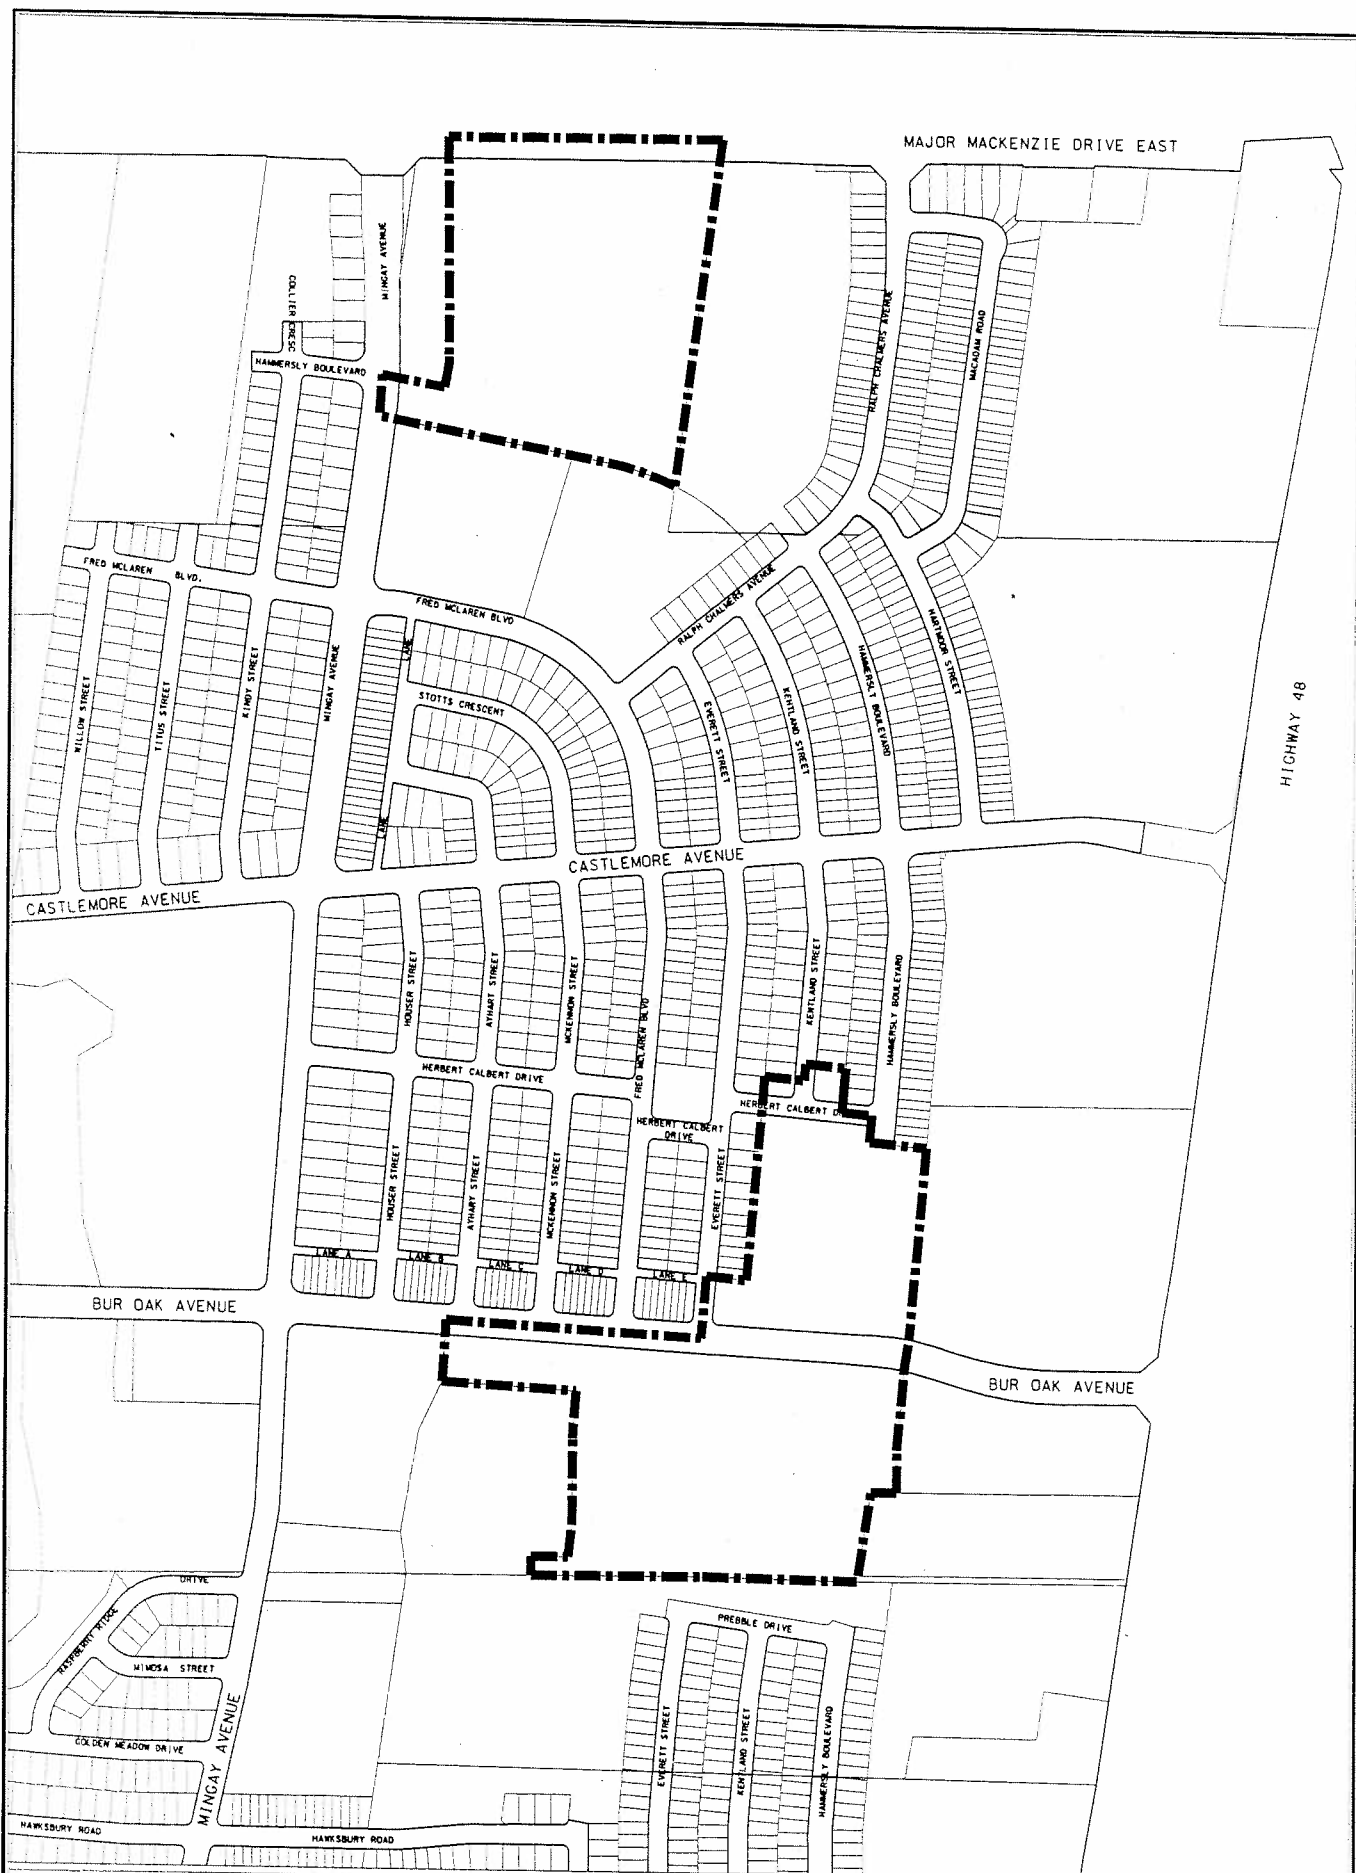 MAJOR MACKENZIE DRIVE EAST
MINGAY AVENUE
COLLIER CRESC
HAMMERSLY BOULEVARD
RALPH CHALMERS AVENUE
MACADAM ROAD
FRED MCLAREN BLVD.
FRED MCLAREN BLVD
RALPH CHALMERS AVENUE
HARTMOOR STREET
HIGHWAY 48
WILLOW STREET
TITUS STREET
KINDY STREET
MINGAY AVENUE
LANE
STOTTS CRESCENT
EVERETT STREET
KENTLAND STREET
HAMMERSLY BOULEVARD
LANE
CASTLEMORE AVENUE
CASTLEMORE AVENUE
HOUSER STREET
AYHART STREET
MCKENNON STREET
FRED MCLAREN BLVD
KENTLAND STREET
HAMMERSLY BOULEVARD
HERBERT CALBERT DRIVE
HERBERT CALBERT D
HERBERT CALBERT
DRIVE
HOUSER STREET
AYHART STREET
MCKENNON STREET
EVERETT STREET
LANE A
LANE B
LANE C
LANE D
LANE E
BUR OAK AVENUE
BUR OAK AVENUE
DRIVE
RASPBERRY RIDGE
MIMOSA STREET
PREBBLE DRIVE
GOLDEN MEADOW DRIVE
MINGAY AVENUE
EVERETT STREET
KENTLAND STREET
HAMMERSLY BOULEVARD
HAWKSBURY ROAD
HAWKSBURY ROAD